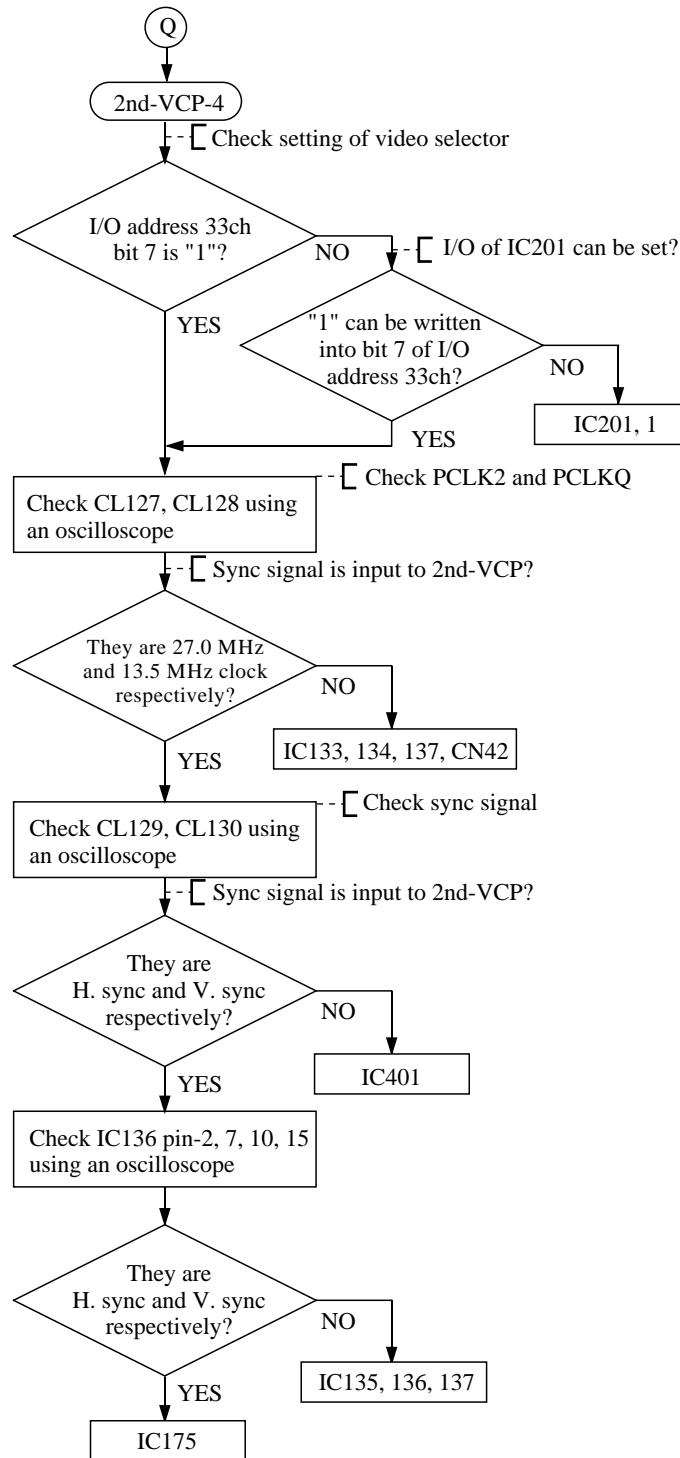 Q
2nd-VCP-4
Check setting of video selector
I/O address 33ch
bit 7 is "1"?
NO
I/O of IC201 can be set?
YES
"1" can be written
into bit 7 of I/O
address 33ch?
NO
IC201, 1
YES
Check PCLK2 and PCLKQ
Check CL127, CL128 using
an oscilloscope
Sync signal is input to 2nd-VCP?
They are 27.0 MHz
and 13.5 MHz clock
respectively?
NO
IC133, 134, 137, CN42
YES
Check sync signal
Check CL129, CL130 using
an oscilloscope
Sync signal is input to 2nd-VCP?
They are
H. sync and V. sync
respectively?
NO
IC401
YES
Check IC136 pin-2, 7, 10, 15
using an oscilloscope
They are
H. sync and V. sync
respectively?
NO
IC135, 136, 137
YES
IC175